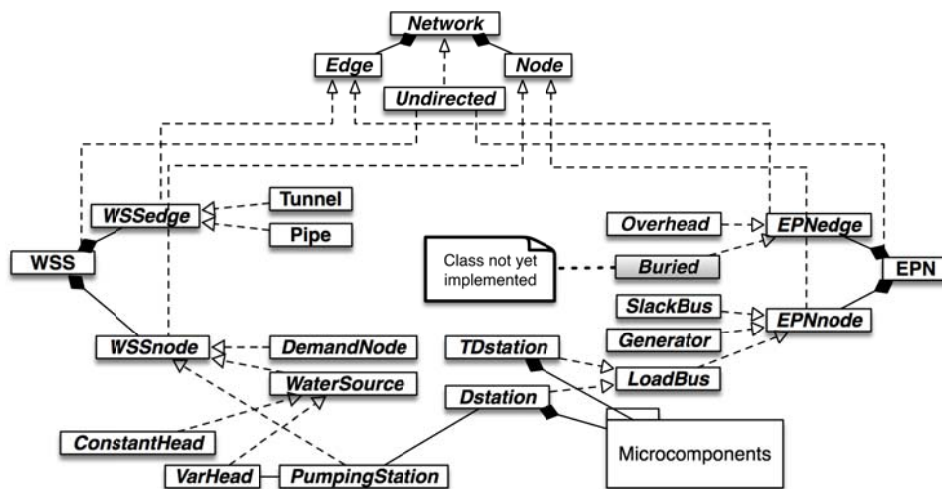 Network
Edge
Node
Undirected
Tunnel
WSSedge
Pipe
Overhead
EPNedge
WSS
Class not yet
implemented
Buried
EPN
SlackBus
EPNnode
Generator
WSSnode
DemandNode
TDstation
LoadBus
WaterSource
Dstation
ConstantHead
Microcomponents
VarHead
PumpingStation